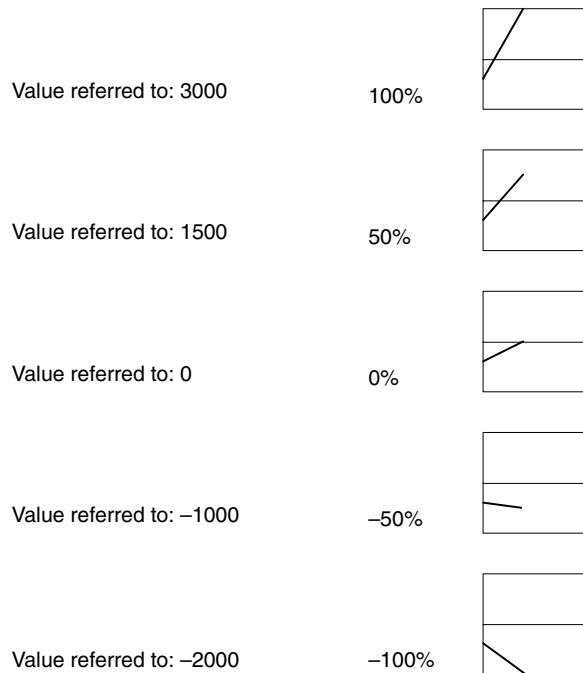 Value referred to: 3000 100%
Value referred to: 1500 50%
Value referred to: 0 0%
Value referred to: –1000 –50%
Value referred to: –2000 –100%